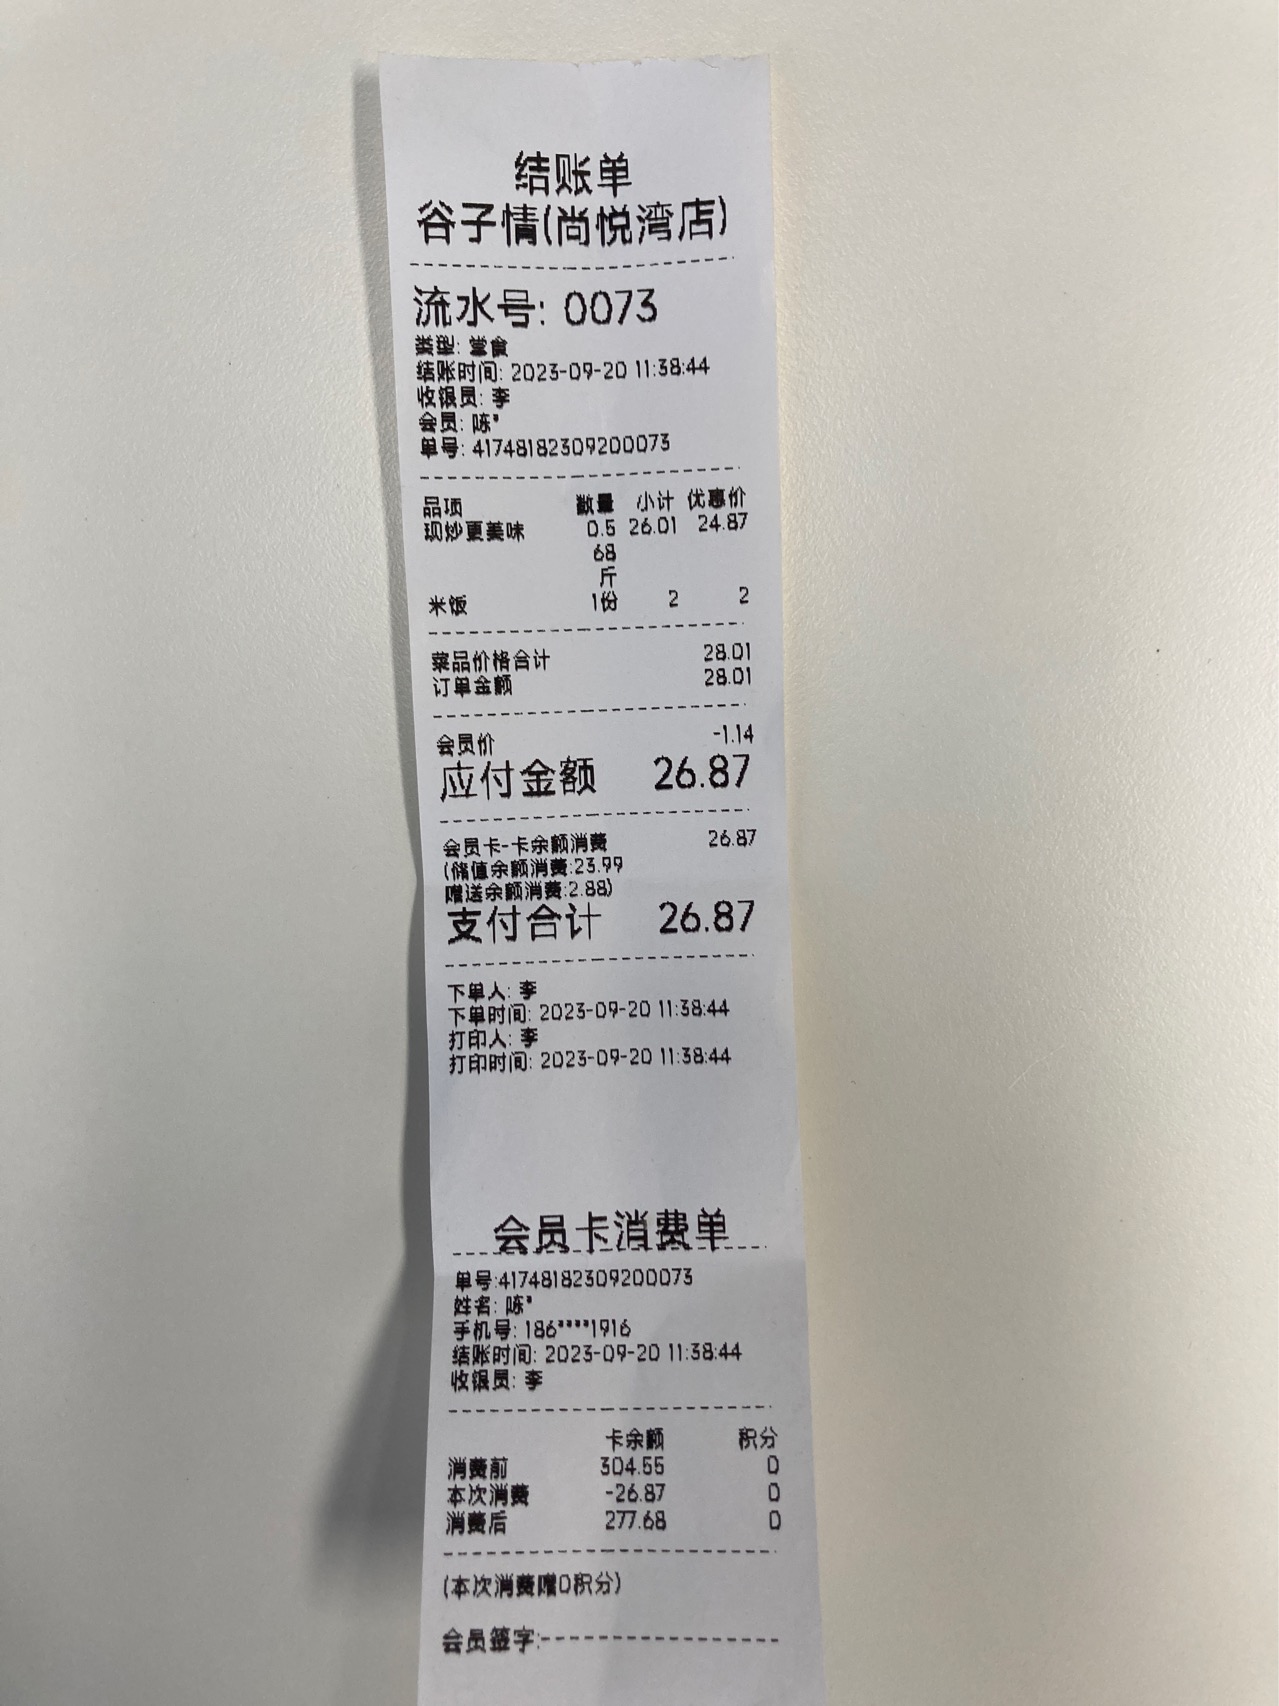 结账单
谷子情(尚悦湾店)
流水号: 0073
类型: 堂食
结账时间: 2023-09-20 11:38:44
收银员: 李
会员: 陈*
单号: 41748182309200073
品项 数量 小计 优惠价
现炒更美味 0.5 26.01 24.87
68
斤
米饭 1份 2 2
菜品价格合计 28.01
订单金额 28.01
会员价 -1.14
应付金额 26.87
会员卡-卡余额消费 26.87
(储值余额消费:23.99
赠送余额消费:2.88)
支付合计 26.87
下单人: 李
下单时间: 2023-09-20 11:38:44
打印人: 李
打印时间: 2023-09-20 11:38:44
会员卡消费单
单号:41748182309200073
姓名: 陈*
手机号: 186****1916
结账时间: 2023-09-20 11:38:44
收银员: 李
卡余额 积分
消费前 304.55 0
本次消费 -26.87 0
消费后 277.68 0
(本次消费赠0积分)
会员签字: